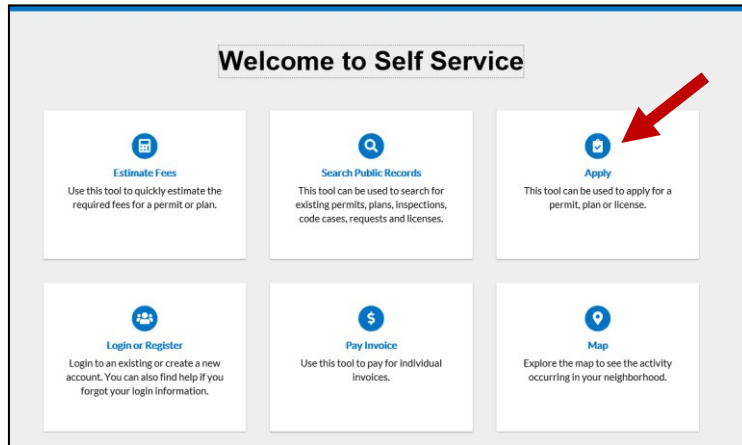 Welcome to Self Service
Estimate Fees
Use this tool to quickly estimate the
required fees for a permit or plan.
Search Public Records
This tool can be used to search for
existing permits, plans, inspections,
code cases, requests and licenses.
Apply
This tool can be used to apply for a
permit, plan or license.
Login or Register
Login to an existing or create a new
account. You can also find help if you
forgot your login information.
Pay Invoice
Use this tool to pay for individual
invoices.
Map
Explore the map to see the activity
occurring in your neighborhood.